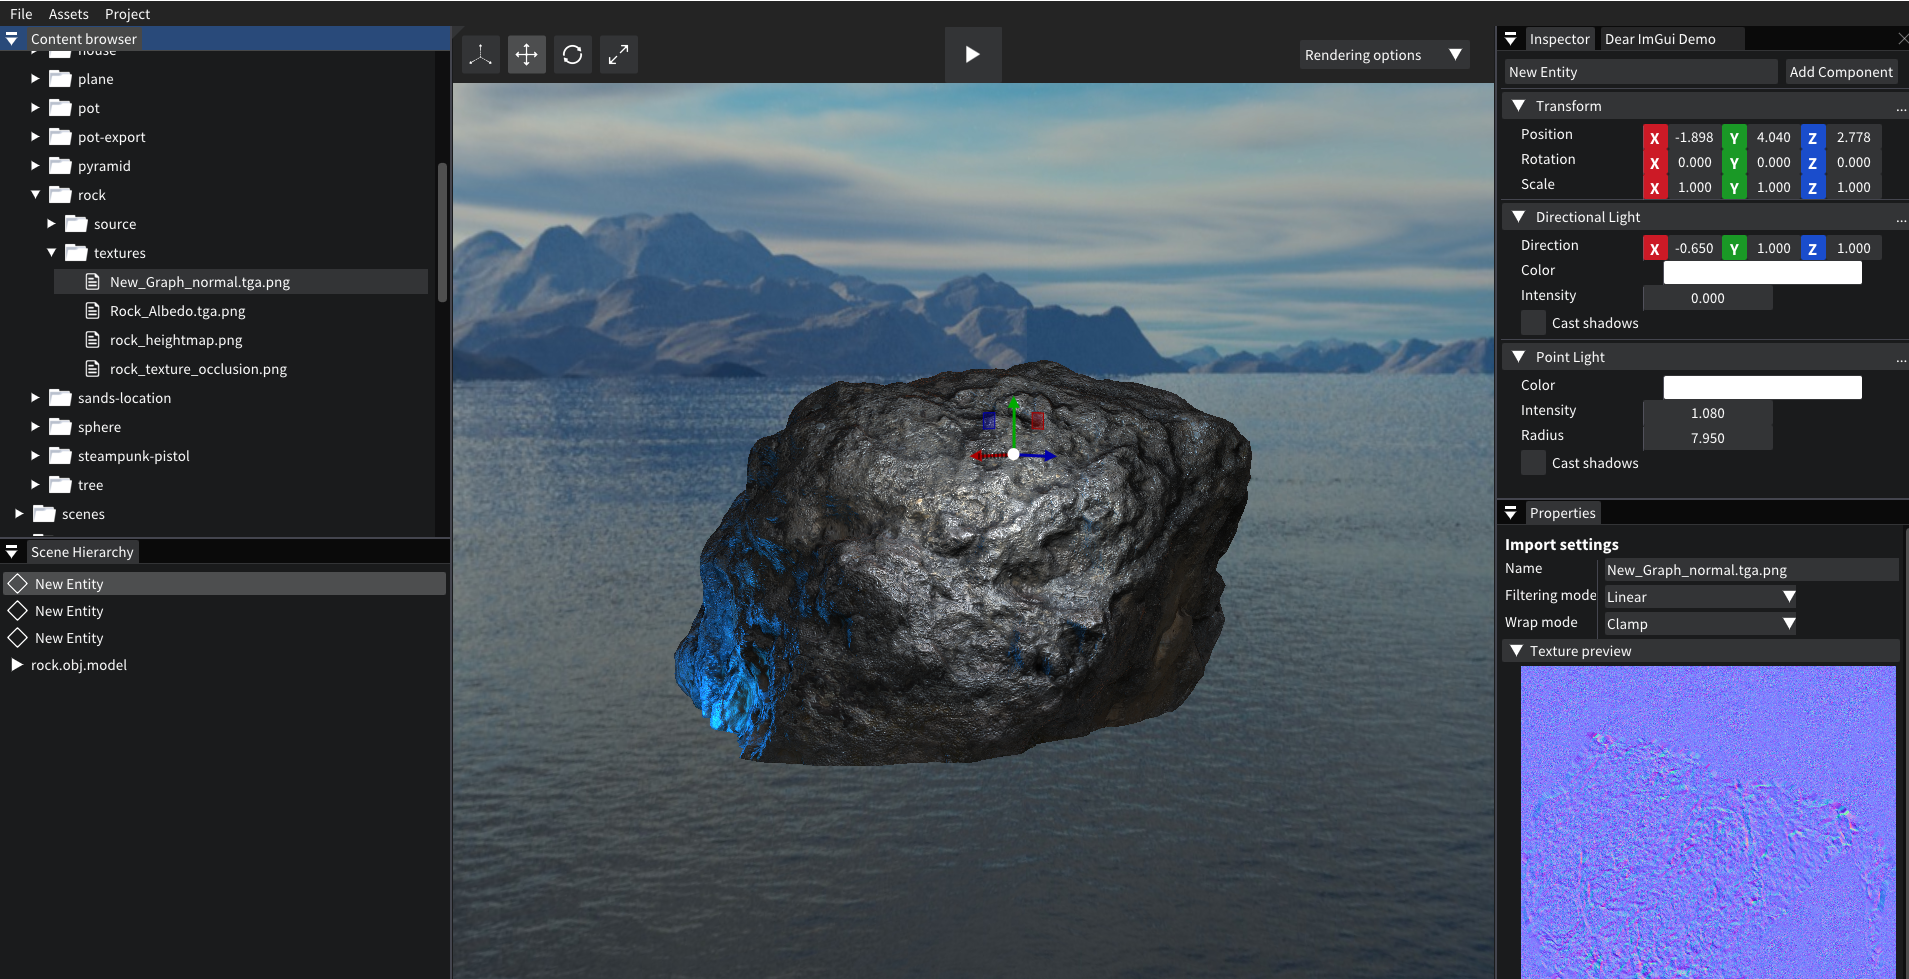 File Assets Project
Content browser
house
plane
pot
pot-export
pyramid
rock
source
textures
New_Graph_normal.tga.png
Rock_Albedo.tga.png
rock_heightmap.png
rock_texture_occlusion.png
sands-location
sphere
steampunk-pistol
tree
scenes
Scene Hierarchy
New Entity
New Entity
New Entity
rock.obj.model
Rendering options
Inspector Dear ImGui Demo
New Entity Add Component
Transform ...
Position X -1.898 Y 4.040 Z 2.778
Rotation X 0.000 Y 0.000 Z 0.000
Scale X 1.000 Y 1.000 Z 1.000
Directional Light ...
Direction X -0.650 Y 1.000 Z 1.000
Color
Intensity 0.000
Cast shadows
Point Light ...
Color
Intensity 1.080
Radius 7.950
Cast shadows
Properties
Import settings
Name New_Graph_normal.tga.png
Filtering mode Linear
Wrap mode Clamp
Texture preview